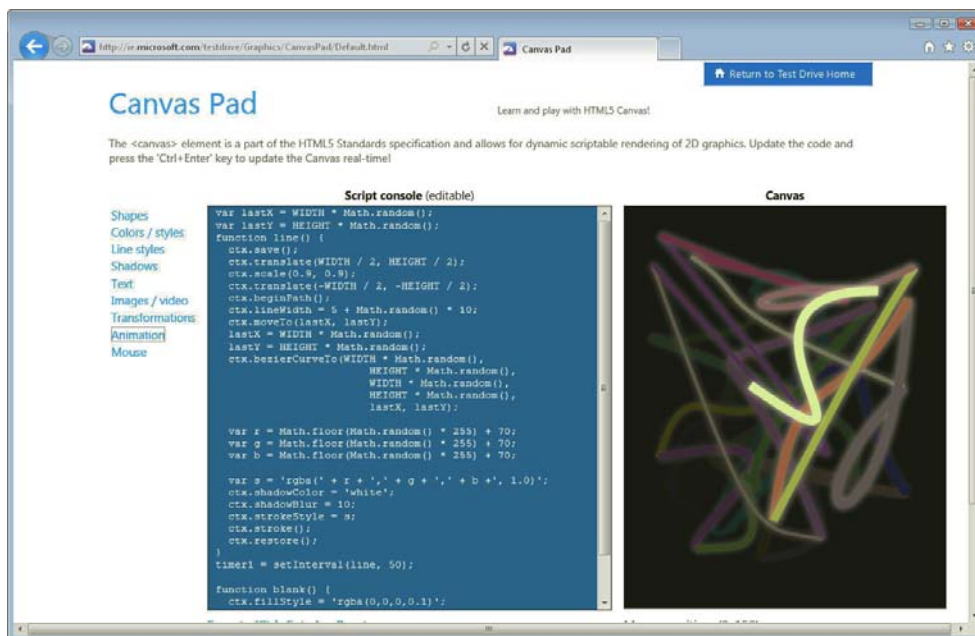 http://ie.microsoft.com/testdrive/Graphics/CanvasPad/Default.html
Canvas Pad
Return to Test Drive Home
Canvas Pad
Learn and play with HTML5 Canvas!
The <canvas> element is a part of the HTML5 Standards specification and allows for dynamic scriptable rendering of 2D graphics. Update the code and
press the 'Ctrl+Enter' key to update the Canvas real-time!
Shapes
Colors / styles
Line styles
Shadows
Text
Images / video
Transformations
Animation
Mouse
Script console (editable)
var lastX = WIDTH * Math.random();
var lastY = HEIGHT * Math.random();
function line() {
ctx.save();
ctx.translate(WIDTH / 2, HEIGHT / 2);
ctx.scale(0.9, 0.9);
ctx.translate(-WIDTH / 2, -HEIGHT / 2);
ctx.beginPath();
ctx.lineWidth = 5 + Math.random() * 10;
ctx.moveTo(lastX, lastY);
lastX = WIDTH * Math.random();
lastY = HEIGHT * Math.random();
ctx.bezierCurveTo(WIDTH * Math.random(),
HEIGHT * Math.random(),
WIDTH * Math.random(),
HEIGHT * Math.random(),
lastX, lastY);
var r = Math.floor(Math.random() * 255) + 70;
var g = Math.floor(Math.random() * 255) + 70;
var b = Math.floor(Math.random() * 255) + 70;
var s = 'rgba(' + r + ',' + g + ',' + b +', 1.0)';
ctx.shadowColor = 'white';
ctx.shadowBlur = 10;
ctx.strokeStyle = s;
ctx.stroke();
ctx.restore();
}
timer1 = setInterval(line, 50);
function blank() {
ctx.fillStyle = 'rgba(0,0,0,0.1)';
Canvas